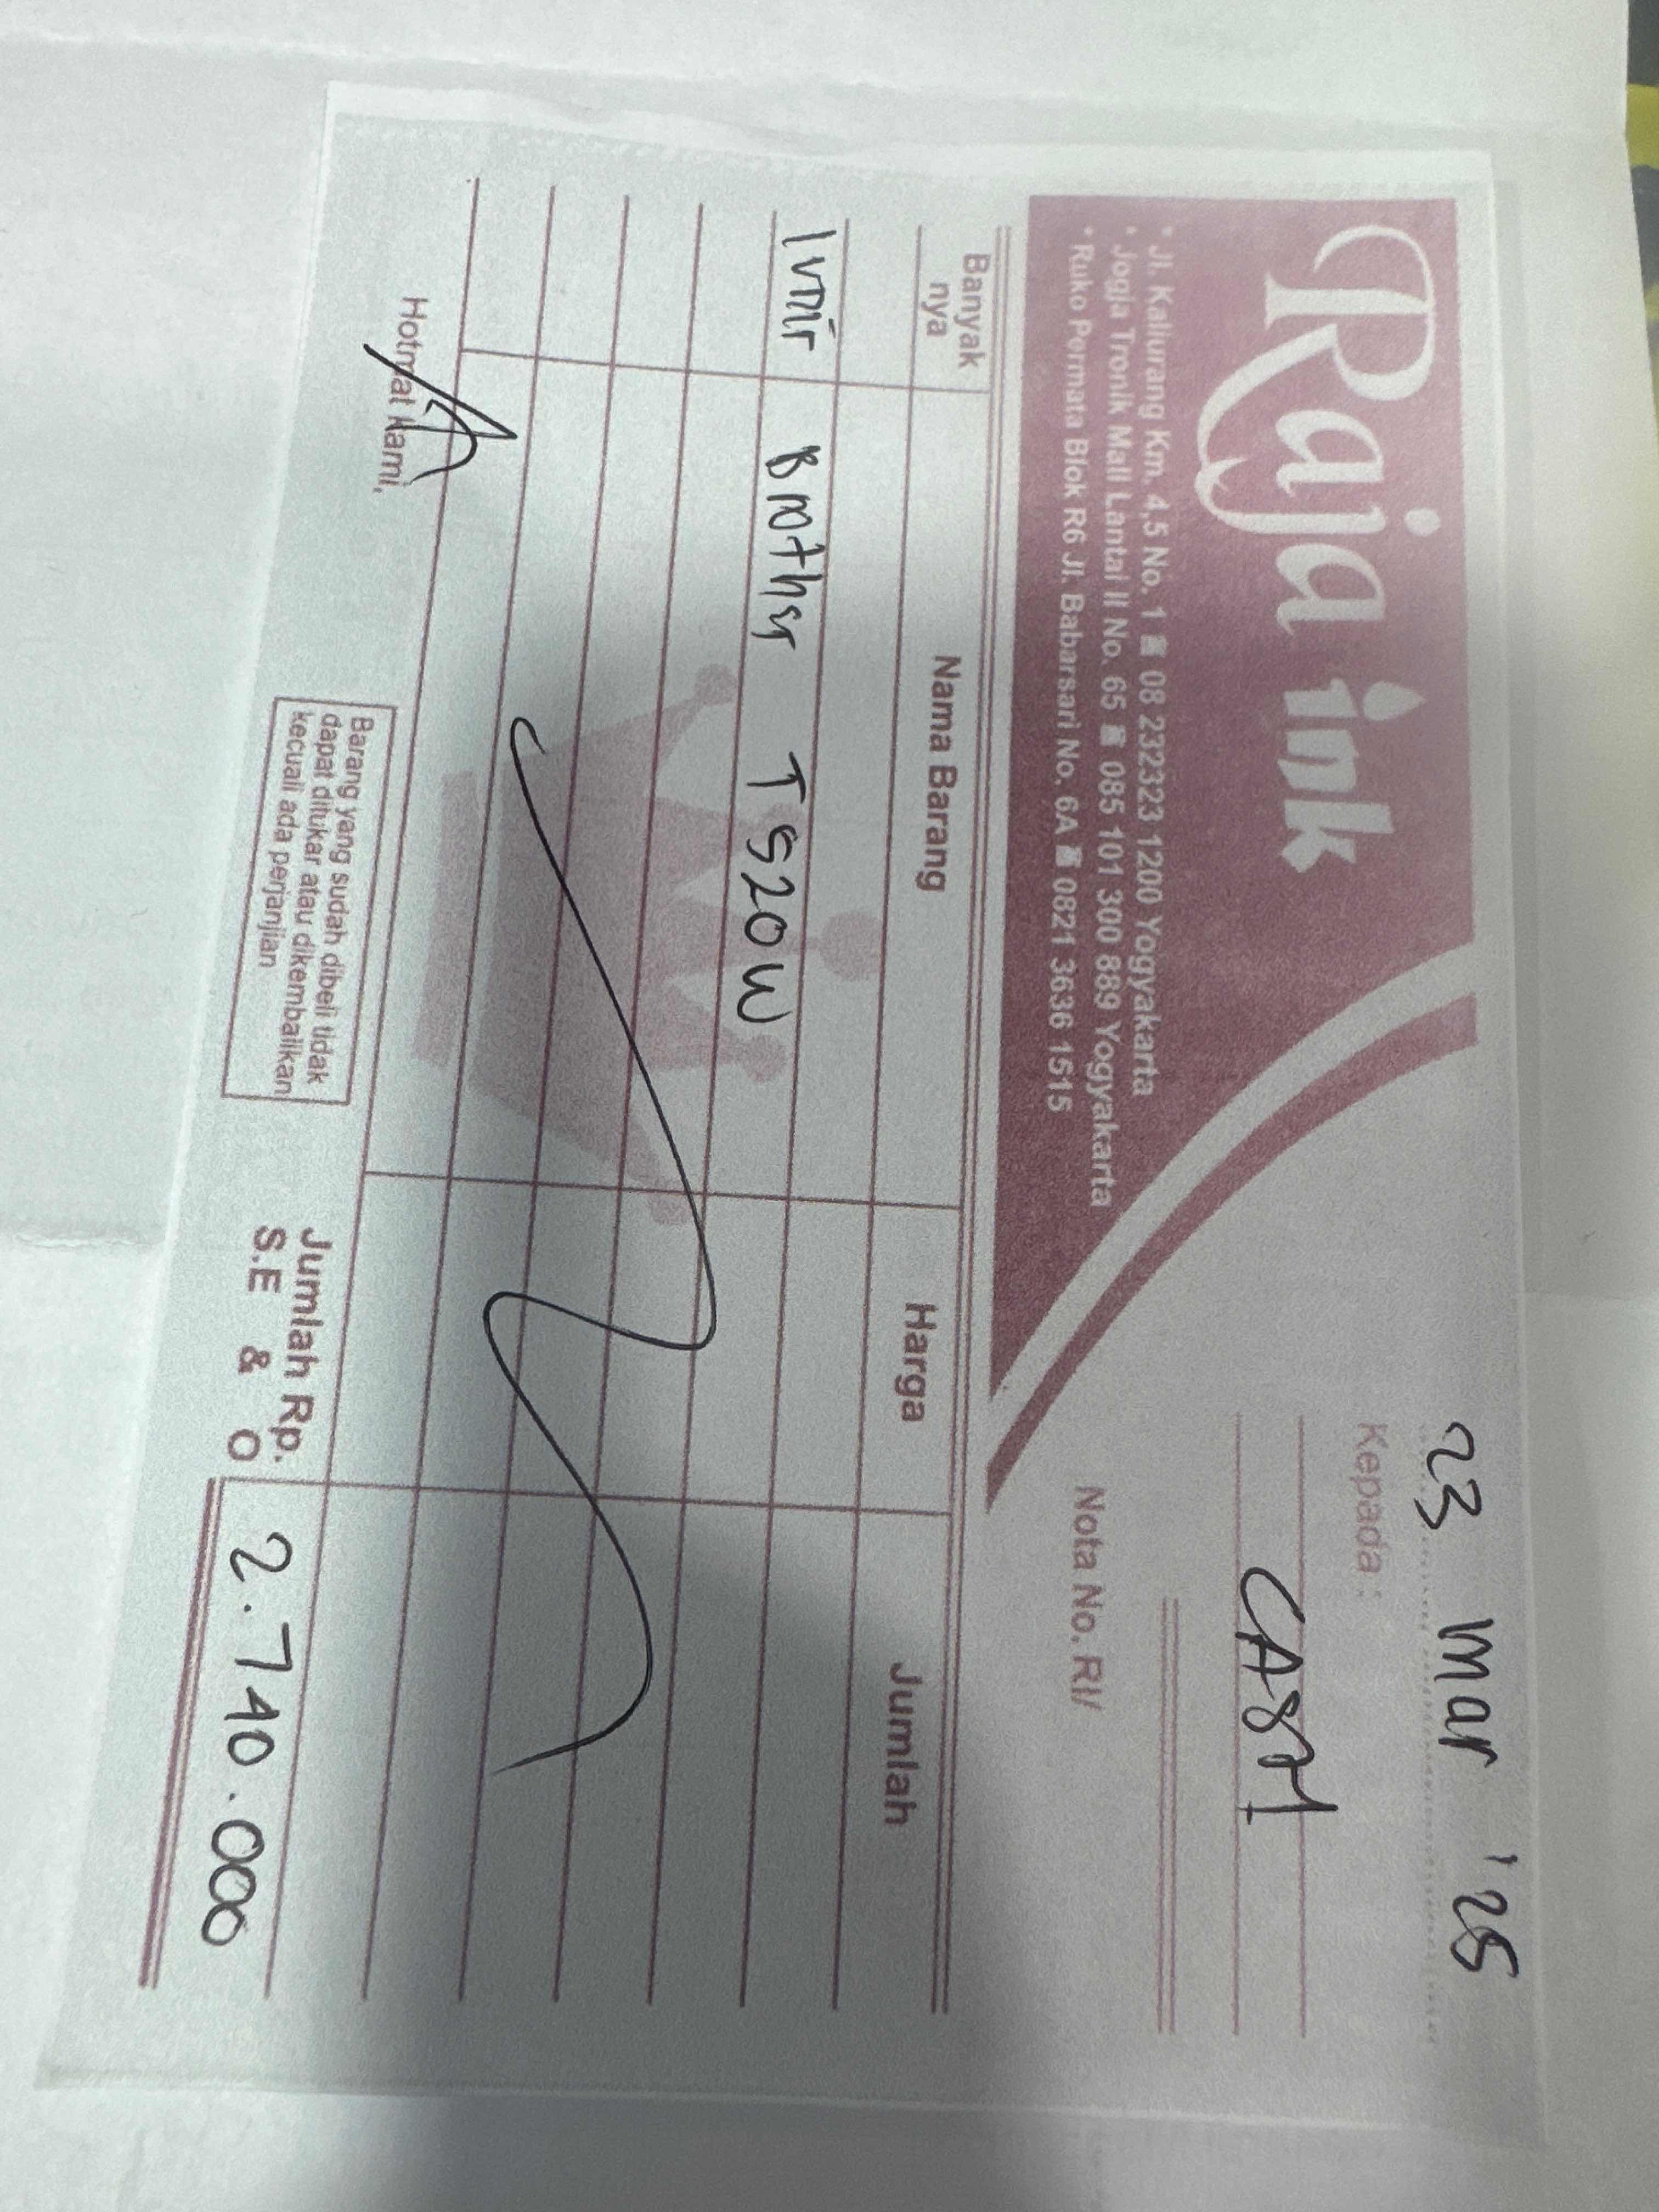 Raja ink
• Jl. Kaliurang Km. 4,5 No. 1 ☎ 08 232323 1200 Yogyakarta
• Jogja Tronik Mall Lantai II No. 65 ☎ 085 101 300 889 Yogyakarta
• Ruko Permata Blok R6 Jl. Babarsari No. 6A ☎ 0821 3636 1515
23 Mar '25
Kepada :
CASH
Nota No. RI/
Banyak nya Nama Barang Harga Jumlah
1 Unit Brother T520W
Hormat kami,
Barang yang sudah dibeli tidak
dapat ditukar atau dikembalikan
kecuali ada perjanjian
Jumlah Rp. 2.740.000
S.E & O